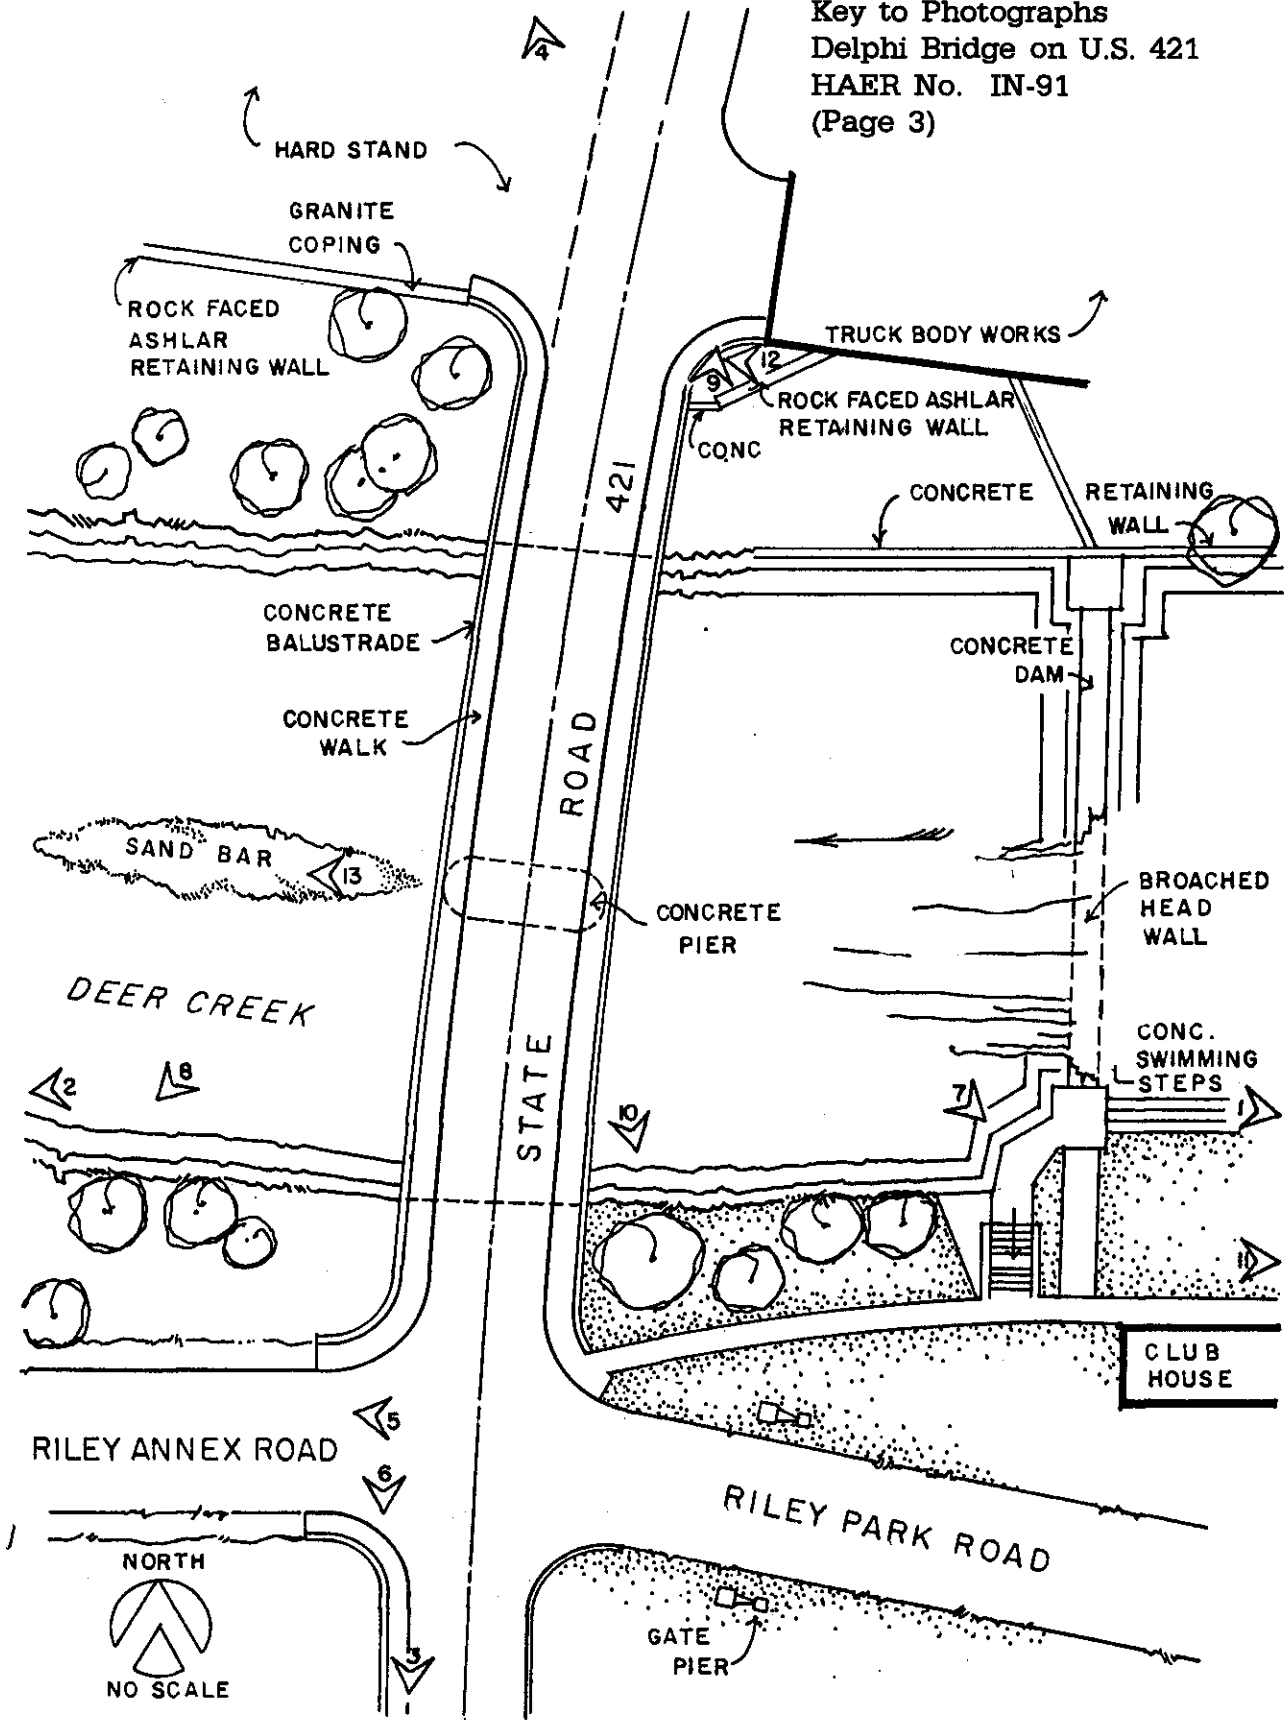 Key to Photographs
Delphi Bridge on U.S. 421
HAER No. IN-91
(Page 3)
4
HARD STAND
GRANITE
COPING
ROCK FACED
ASHLAR
RETAINING WALL
TRUCK BODY WORKS
9
12
ROCK FACED ASHLAR
RETAINING WALL
CONC
CONCRETE
RETAINING
WALL
CONCRETE
BALUSTRADE
CONCRETE
WALK
CONCRETE
DAM
STATE ROAD 421
SAND BAR
13
CONCRETE
PIER
BROACHED
HEAD
WALL
DEER CREEK
CONC.
SWIMMING
STEPS
2
8
10
7
1
11
CLUB
HOUSE
5
RILEY ANNEX ROAD
6
RILEY PARK ROAD
NORTH
NO SCALE
GATE
PIER
3
1